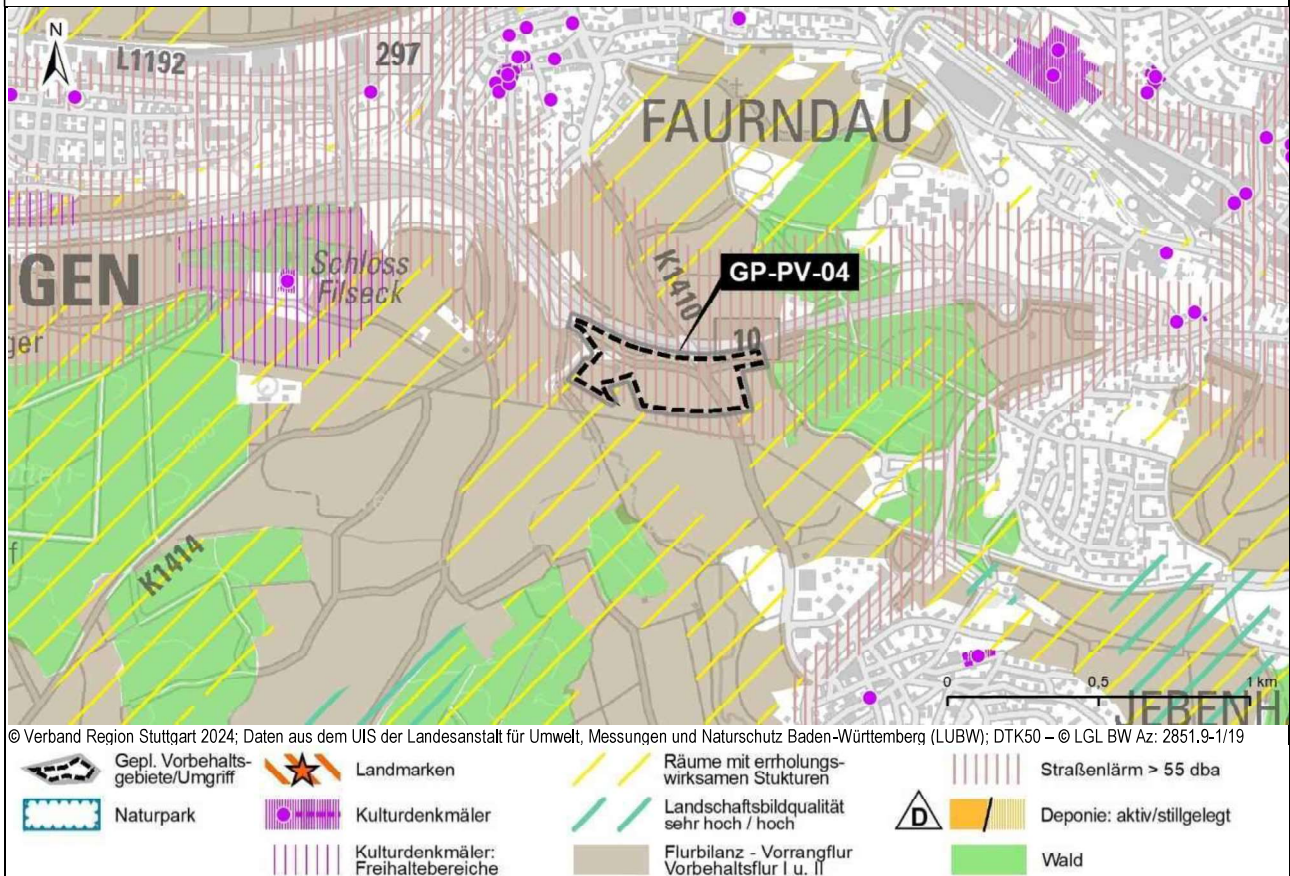 N
L1192
297
FAURNDAU
GEN
Schloss
Filseck
K1410
GP-PV-04
10
ger
K1414
f
0
0,5
1 km
JEBENH
© Verband Region Stuttgart 2024; Daten aus dem UIS der Landesanstalt für Umwelt, Messungen und Naturschutz Baden-Württemberg (LUBW); DTK50 – © LGL BW Az: 2851.9-1/19
Gepl. Vorbehalts-
gebiete/Umgriff
Landmarken
Räume mit errholungs-
wirksamen Stukturen
Straßenlärm > 55 dba
Naturpark
Kulturdenkmäler
Landschaftsbildqualität
sehr hoch / hoch
D
Deponie: aktiv/stillgelegt
Kulturdenkmäler:
Freihaltebereiche
Flurbilanz - Vorrangflur
Vorbehaltsflur I u. II
Wald